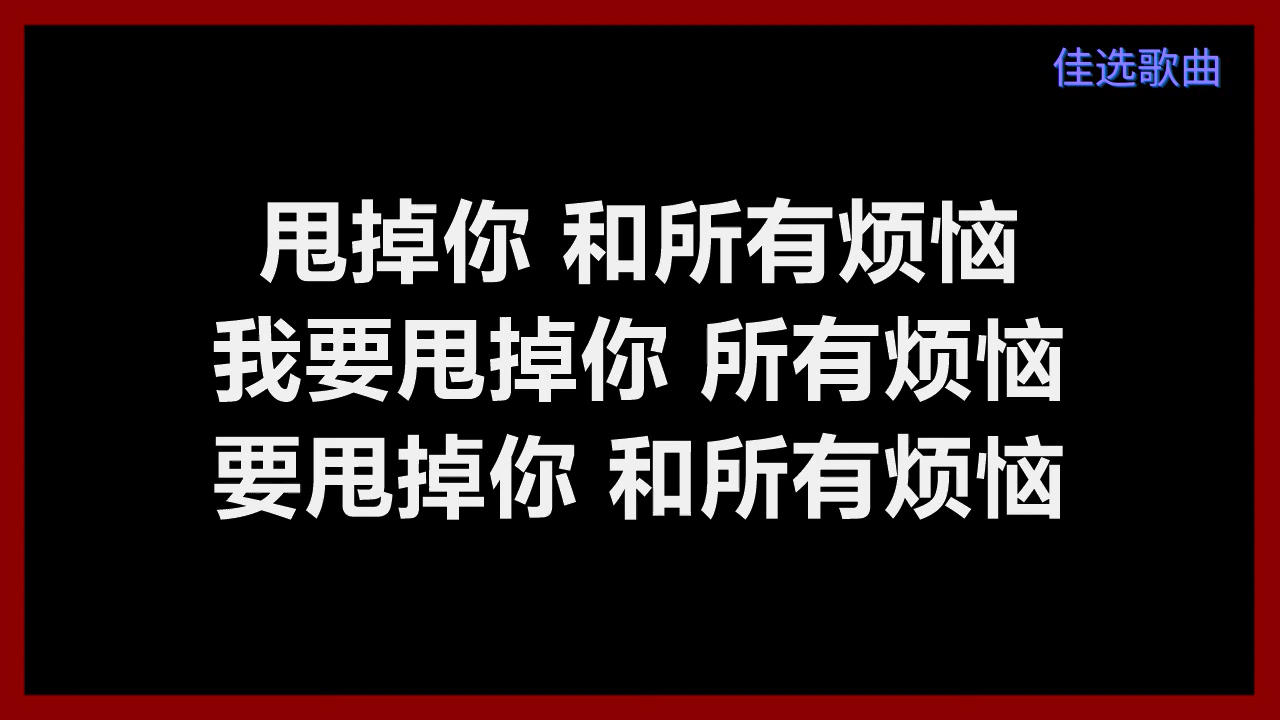 佳选歌曲
甩掉你 和所有烦恼
我要甩掉你 所有烦恼
要甩掉你 和所有烦恼